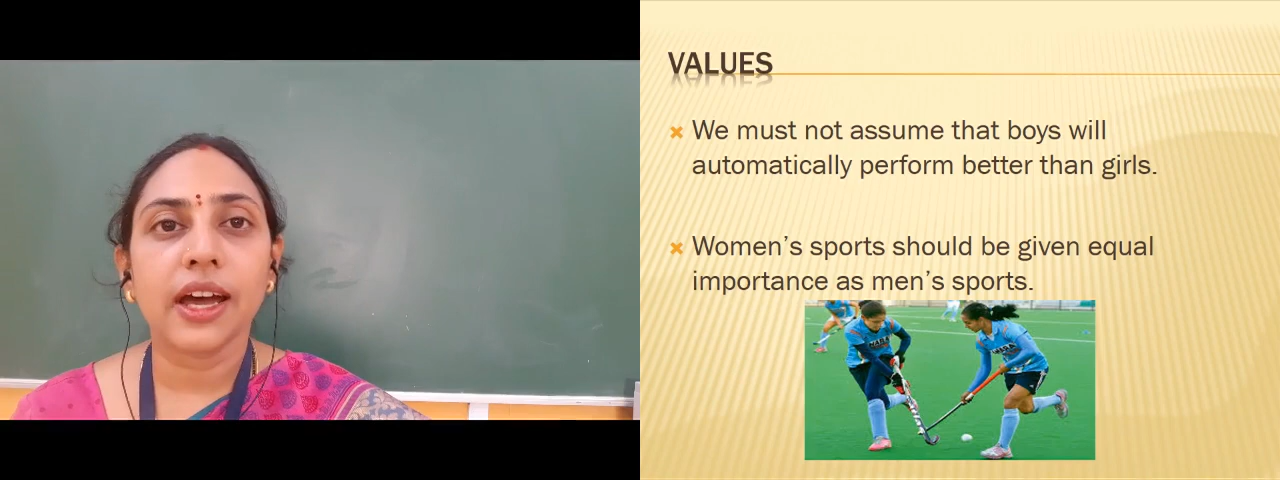 VALUES
We must not assume that boys will
automatically perform better than girls.
Women’s sports should be given equal
importance as men’s sports.